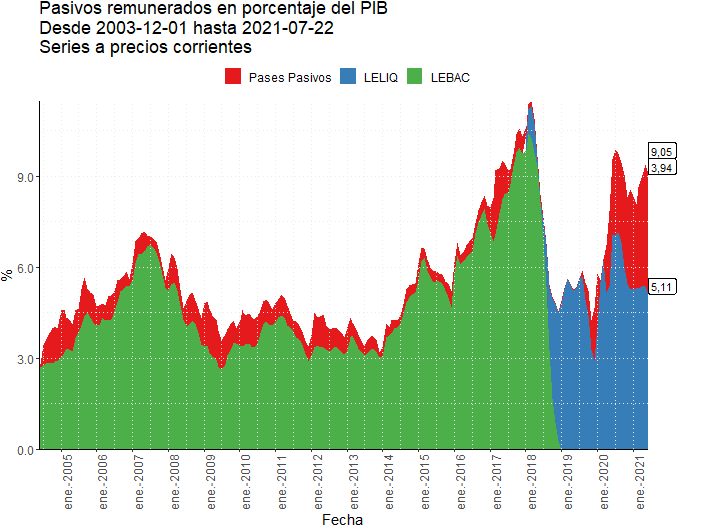 Pasivos remunerados en porcentaje del PIB
Desde 2003-12-01 hasta 2021-07-22
Series a precios corrientes
Pases Pasivos LELIQ LEBAC
9,05
3,94
5,11
9.0
6.0
3.0
0.0
%
ene.-2005 ene.-2006 ene.-2007 ene.-2008 ene.-2009 ene.-2010 ene.-2011 ene.-2012 ene.-2013 ene.-2014 ene.-2015 ene.-2016 ene.-2017 ene.-2018 ene.-2019 ene.-2020 ene.-2021
Fecha